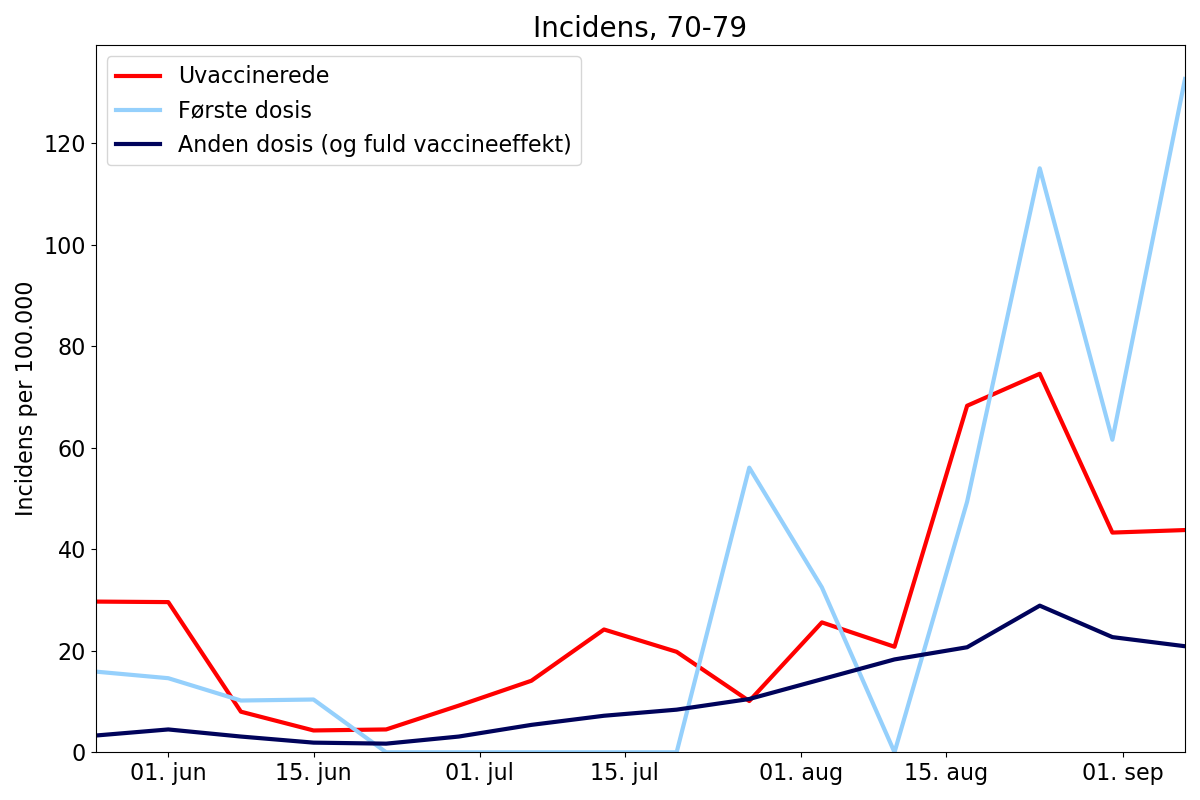 Incidens, 70-79
Uvaccinerede
Første dosis
Anden dosis (og fuld vaccineeffekt)
Incidens per 100.000
120
100
80
60
40
20
0
01. jun 15. jun 01. jul 15. jul 01. aug 15. aug 01. sep